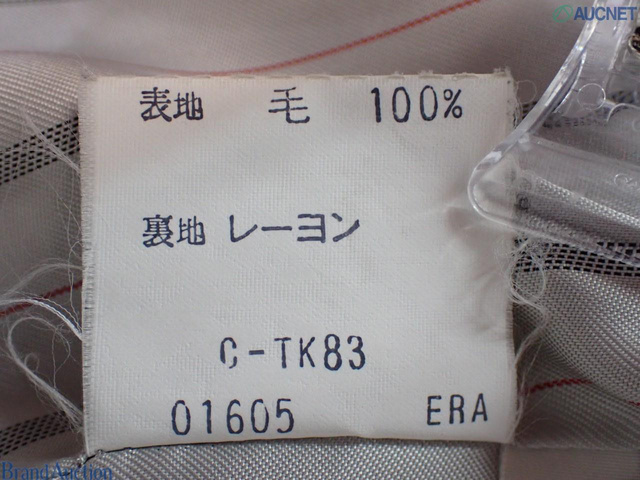 AUCNET
表地 毛 100%
裏地 レーヨン
C-TK83
01605 ERA
BrandAuction